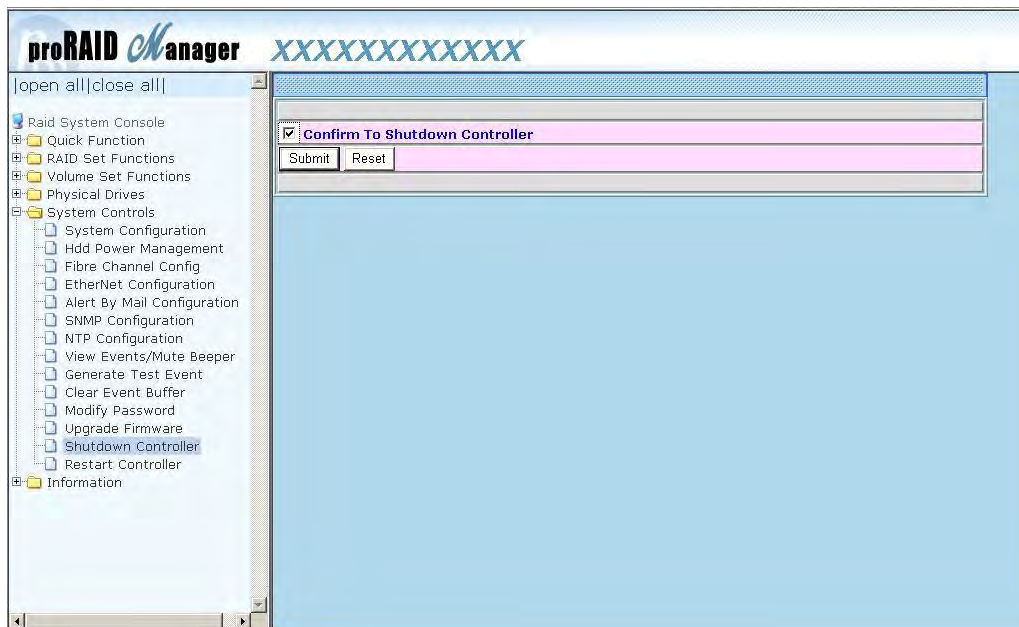 proRAID Manager
XXXXXXXXXXXX
|open all|close all|
Raid System Console
Quick Function
RAID Set Functions
Volume Set Functions
Physical Drives
System Controls
System Configuration
Hdd Power Management
Fibre Channel Config
EtherNet Configuration
Alert By Mail Configuration
SNMP Configuration
NTP Configuration
View Events/Mute Beeper
Generate Test Event
Clear Event Buffer
Modify Password
Upgrade Firmware
Shutdown Controller
Restart Controller
Information
Confirm To Shutdown Controller
Submit Reset